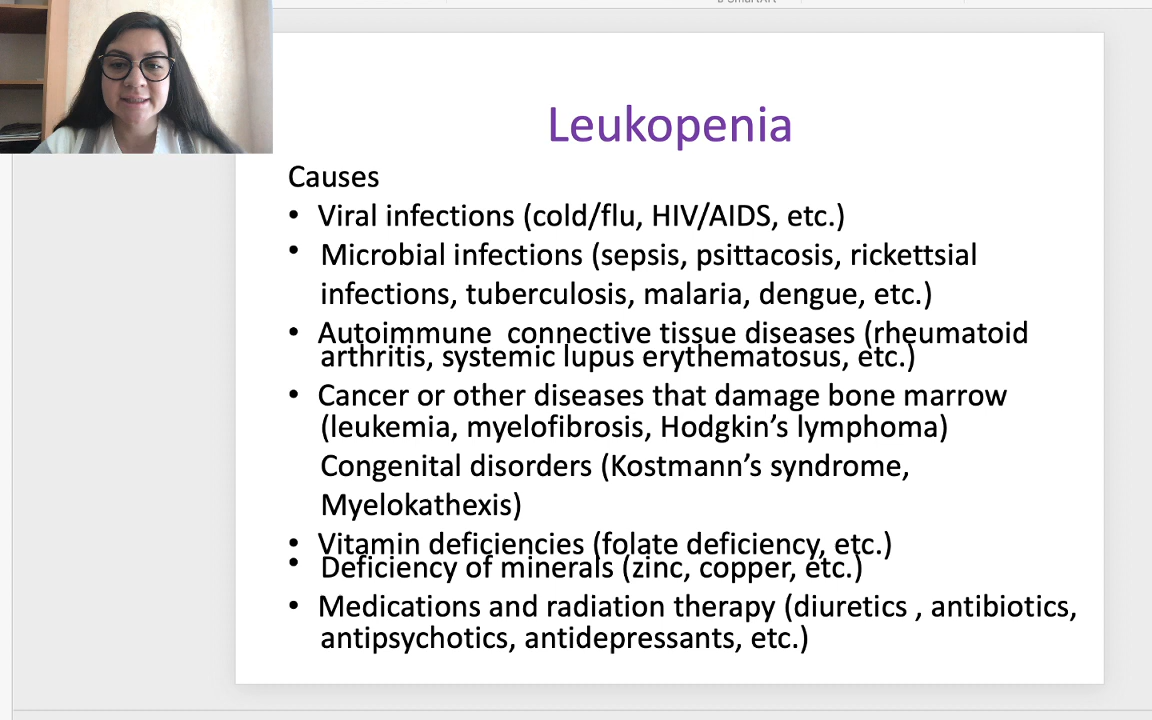 Leukopenia
Causes
• Viral infections (cold/flu, HIV/AIDS, etc.)
• Microbial infections (sepsis, psittacosis, rickettsial
infections, tuberculosis, malaria, dengue, etc.)
• Autoimmune  connective tissue diseases (rheumatoid
arthritis, systemic lupus erythematosus, etc.)
• Cancer or other diseases that damage bone marrow
(leukemia, myelofibrosis, Hodgkin’s lymphoma)
Congenital disorders (Kostmann’s syndrome,
Myelokathexis)
• Vitamin deficiencies (folate deficiency, etc.)
• Deficiency of minerals (zinc, copper, etc.)
• Medications and radiation therapy (diuretics , antibiotics,
antipsychotics, antidepressants, etc.)